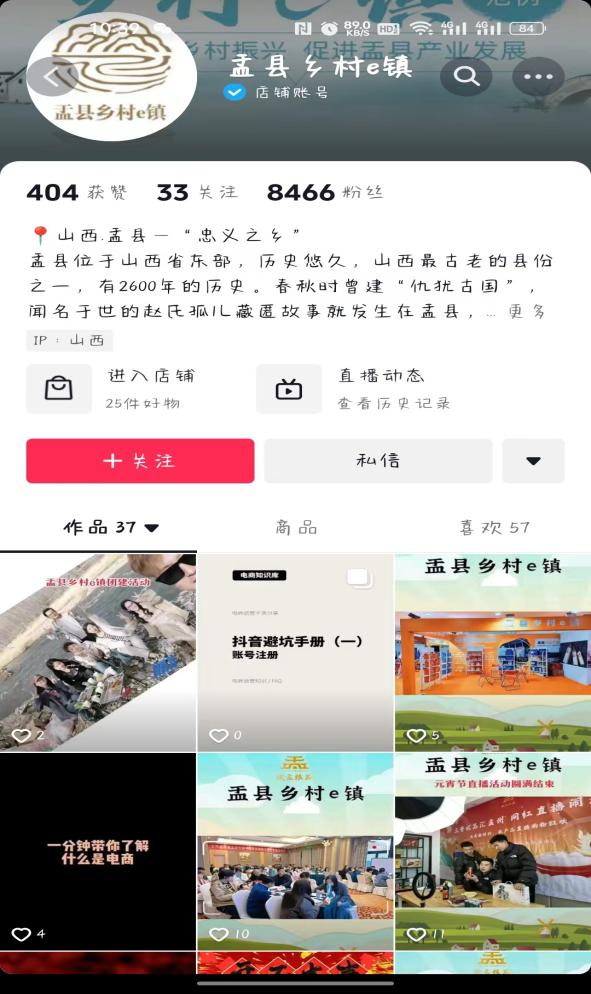 10:39
89.0
KB/S
HD
4G
4G
84
乡村振兴 促进盂县产业发展
盂县乡村e镇
盂县乡村e镇
店铺账号
404 获赞 33 关注 8466 粉丝
山西.盂县—“忠义之乡”
盂县位于山西省东部，历史悠久，山西最古老的县份
之一，有2600年的历史。春秋时曾建“仇犹古国”，
闻名于世的赵氏孤儿藏匿故事就发生在盂县，... 更多
IP：山西
进入店铺
25件好物
直播动态
查看历史记录
关注
私信
作品 37
商品
喜欢 57
盂县乡村e镇团建活动
2
电商知识库
抖音避坑手册（一）
账号注册
0
盂县乡村e镇
5
一分钟带你了解
什么是电商
4
盂县乡村e镇
10
盂县乡村e镇
元宵节直播活动圆满结束
11